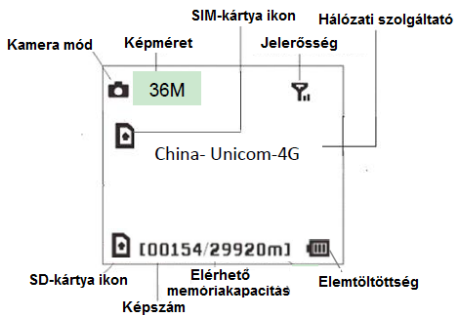 SIM-kártya ikon
Hálózati szolgáltató
Kamera mód
Képméret
Jelerősség
36M
China- Unicom-4G
[00154/29920m]
SD-kártya ikon
Képszám
Elérhető
memóriakapacitás
Elemtöltöttség